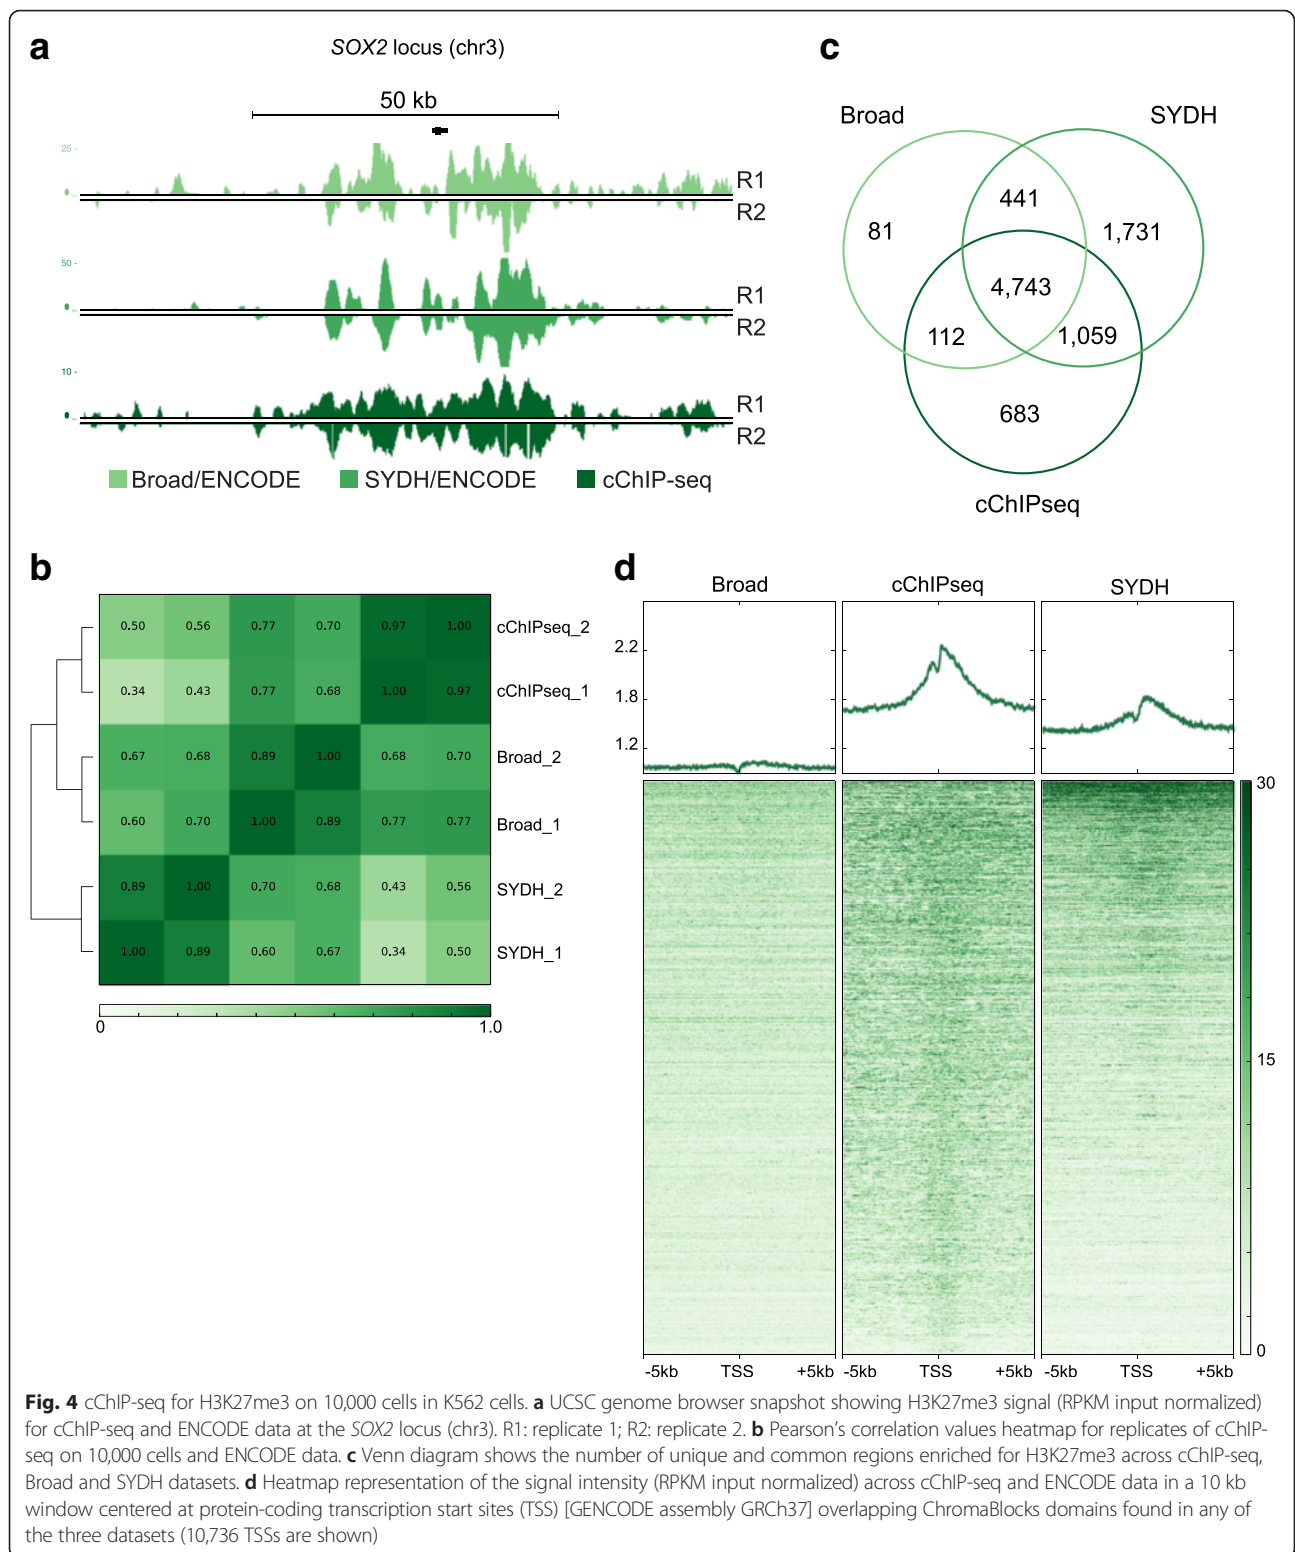 a
SOX2 locus (chr3)
50 kb
25 -
0 -
R1
R2
50 -
0 -
R1
R2
10 -
0 -
R1
R2
Broad/ENCODE SYDH/ENCODE cChIP-seq
c
Broad
SYDH
441
81
1,731
4,743
112
1,059
683
cChIPseq
b
0.50 0.56 0.77 0.70 0.97 1.00 cChIPseq_2
0.34 0.43 0.77 0.68 1.00 0.97 cChIPseq_1
0.67 0.68 0.89 1.00 0.68 0.70 Broad_2
0.60 0.70 1.00 0.89 0.77 0.77 Broad_1
0.89 1.00 0.70 0.68 0.43 0.56 SYDH_2
1.00 0.89 0.60 0.67 0.34 0.50 SYDH_1
0 1.0
d
Broad cChIPseq SYDH
2.2
1.8
1.2
30
15
0
-5kb TSS +5kb -5kb TSS +5kb -5kb TSS +5kb
Fig. 4 cChIP-seq for H3K27me3 on 10,000 cells in K562 cells. a UCSC genome browser snapshot showing H3K27me3 signal (RPKM input normalized)
for cChIP-seq and ENCODE data at the SOX2 locus (chr3). R1: replicate 1; R2: replicate 2. b Pearson's correlation values heatmap for replicates of cChIP-
seq on 10,000 cells and ENCODE data. c Venn diagram shows the number of unique and common regions enriched for H3K27me3 across cChIP-seq,
Broad and SYDH datasets. d Heatmap representation of the signal intensity (RPKM input normalized) across cChIP-seq and ENCODE data in a 10 kb
window centered at protein-coding transcription start sites (TSS) [GENCODE assembly GRCh37] overlapping ChromaBlocks domains found in any of
the three datasets (10,736 TSSs are shown)